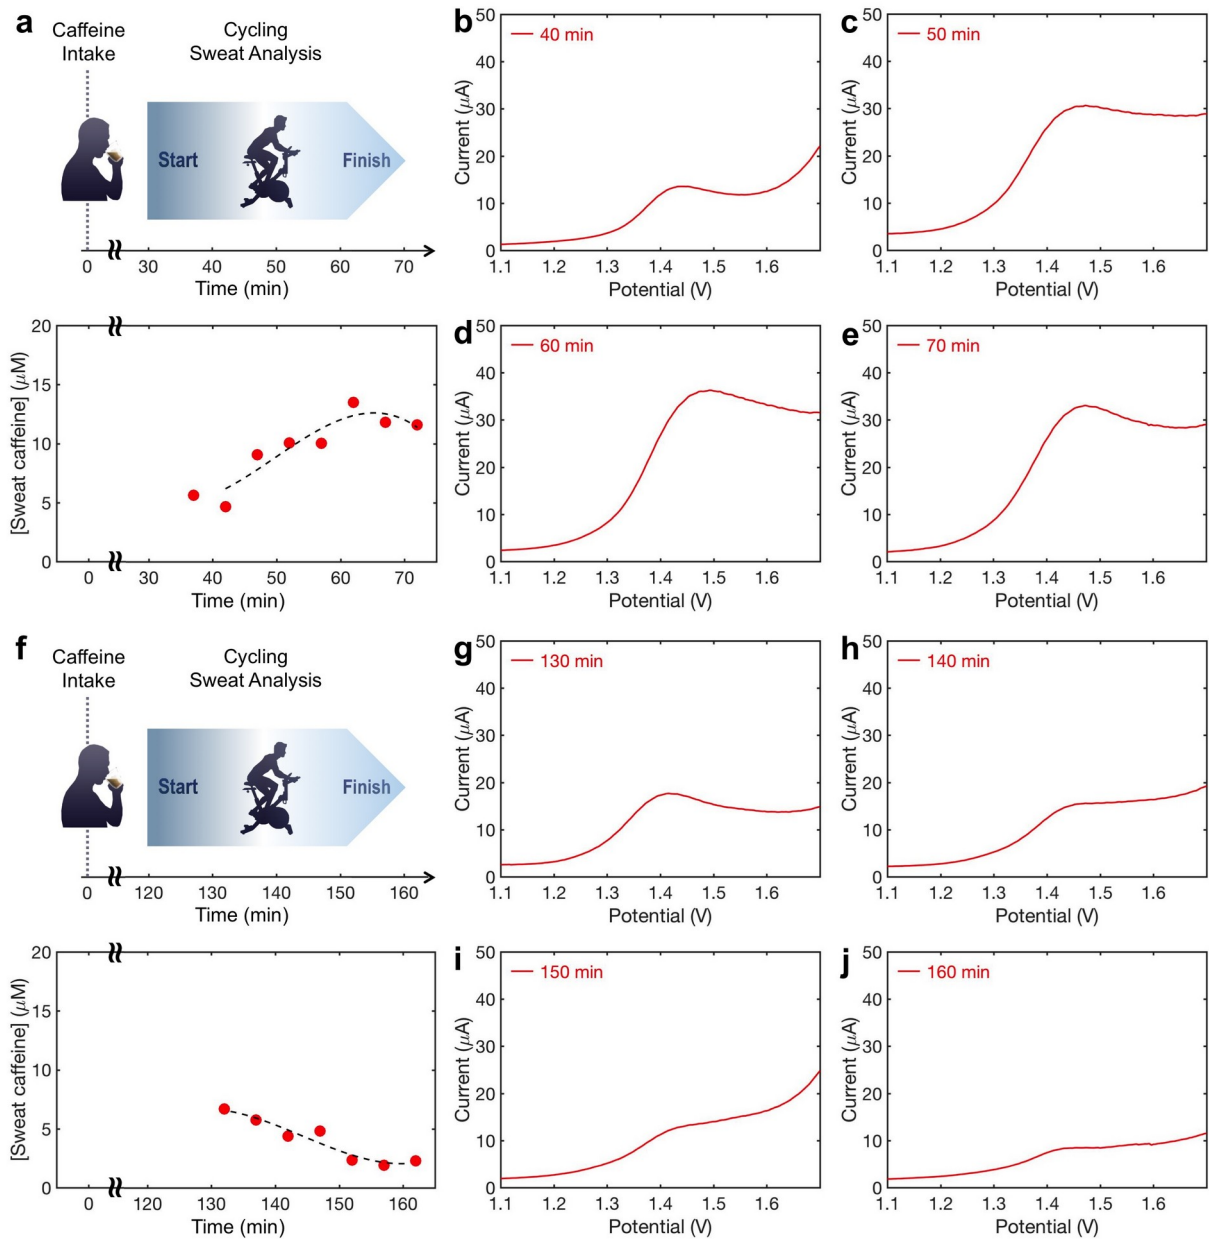 a
Caffeine
Intake
Cycling
Sweat Analysis
Start
Finish
0 30 40 50 60 70
Time (min)
20
15
10
5
0
[Sweat caffeine] (μM)
0 30 40 50 60 70
Time (min)
b
40 min
50
40
30
20
10
0
Current (μA)
1.1 1.2 1.3 1.4 1.5 1.6
Potential (V)
c
50 min
50
40
30
20
10
0
Current (μA)
1.1 1.2 1.3 1.4 1.5 1.6
Potential (V)
d
60 min
50
40
30
20
10
0
Current (μA)
1.1 1.2 1.3 1.4 1.5 1.6
Potential (V)
e
70 min
50
40
30
20
10
0
Current (μA)
1.1 1.2 1.3 1.4 1.5 1.6
Potential (V)
f
Caffeine
Intake
Cycling
Sweat Analysis
Start
Finish
0 120 130 140 150 160
Time (min)
20
15
10
5
0
[Sweat caffeine] (μM)
0 120 130 140 150 160
Time (min)
g
130 min
50
40
30
20
10
0
Current (μA)
1.1 1.2 1.3 1.4 1.5 1.6
Potential (V)
h
140 min
50
40
30
20
10
0
Current (μA)
1.1 1.2 1.3 1.4 1.5 1.6
Potential (V)
i
150 min
50
40
30
20
10
0
Current (μA)
1.1 1.2 1.3 1.4 1.5 1.6
Potential (V)
j
160 min
50
40
30
20
10
0
Current (μA)
1.1 1.2 1.3 1.4 1.5 1.6
Potential (V)